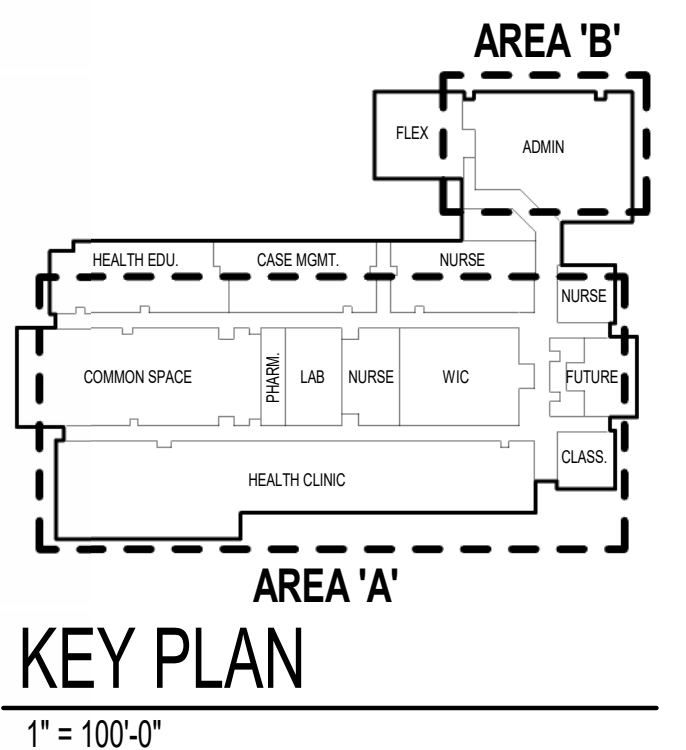 AREA 'B'
FLEX
ADMIN
HEALTH EDU.
CASE MGMT.
NURSE
NURSE
COMMON SPACE
PHARM.
LAB
NURSE
WIC
FUTURE
CLASS.
HEALTH CLINIC
AREA 'A'
KEY PLAN
1" = 100'-0"